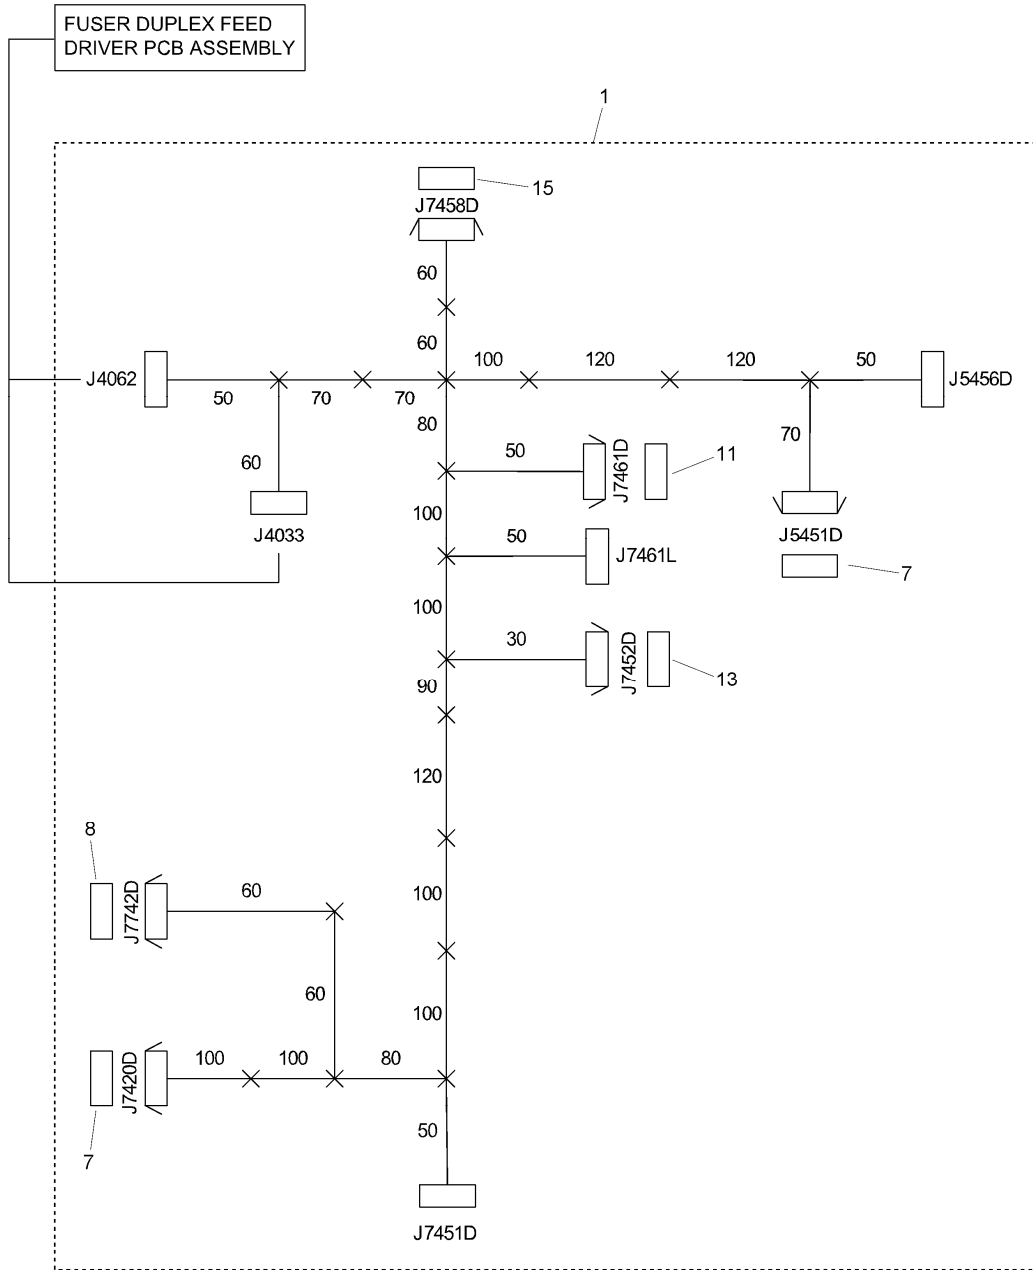 FUSER DUPLEX FEED
DRIVER PCB ASSEMBLY
1
15
J7458D
60
60
100
120
120
50
J4062
J5456D
50
70
70
80
70
60
50
J7461D
11
100
J4033
50
J7461L
J5451D
7
100
30
J7452D
13
90
120
8
J7742D
60
100
60
100
100
100
80
J7420D
7
50
J7451D